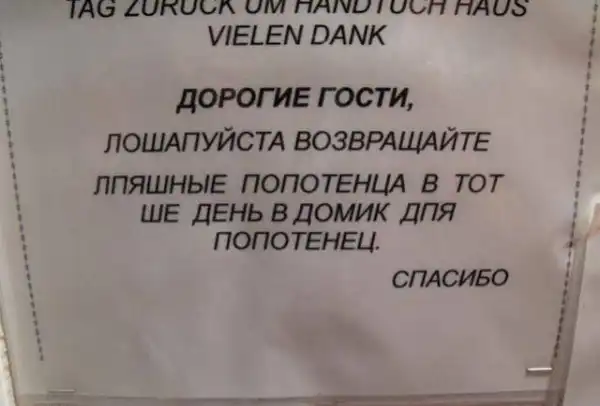 TAG ZURÜCK UM HANDTUCH HAUS
VIELEN DANK
ДОРОГИЕ ГОСТИ,
ЛОШАПУЙСТА ВОЗВРАЩАЙТЕ
ЛПЯШНЫЕ ПОПОТЕНЦА В ТОТ
ШЕ ДЕНЬ В ДОМИК ДПЯ
ПОПОТЕНЕЦ.
СПАСИБО